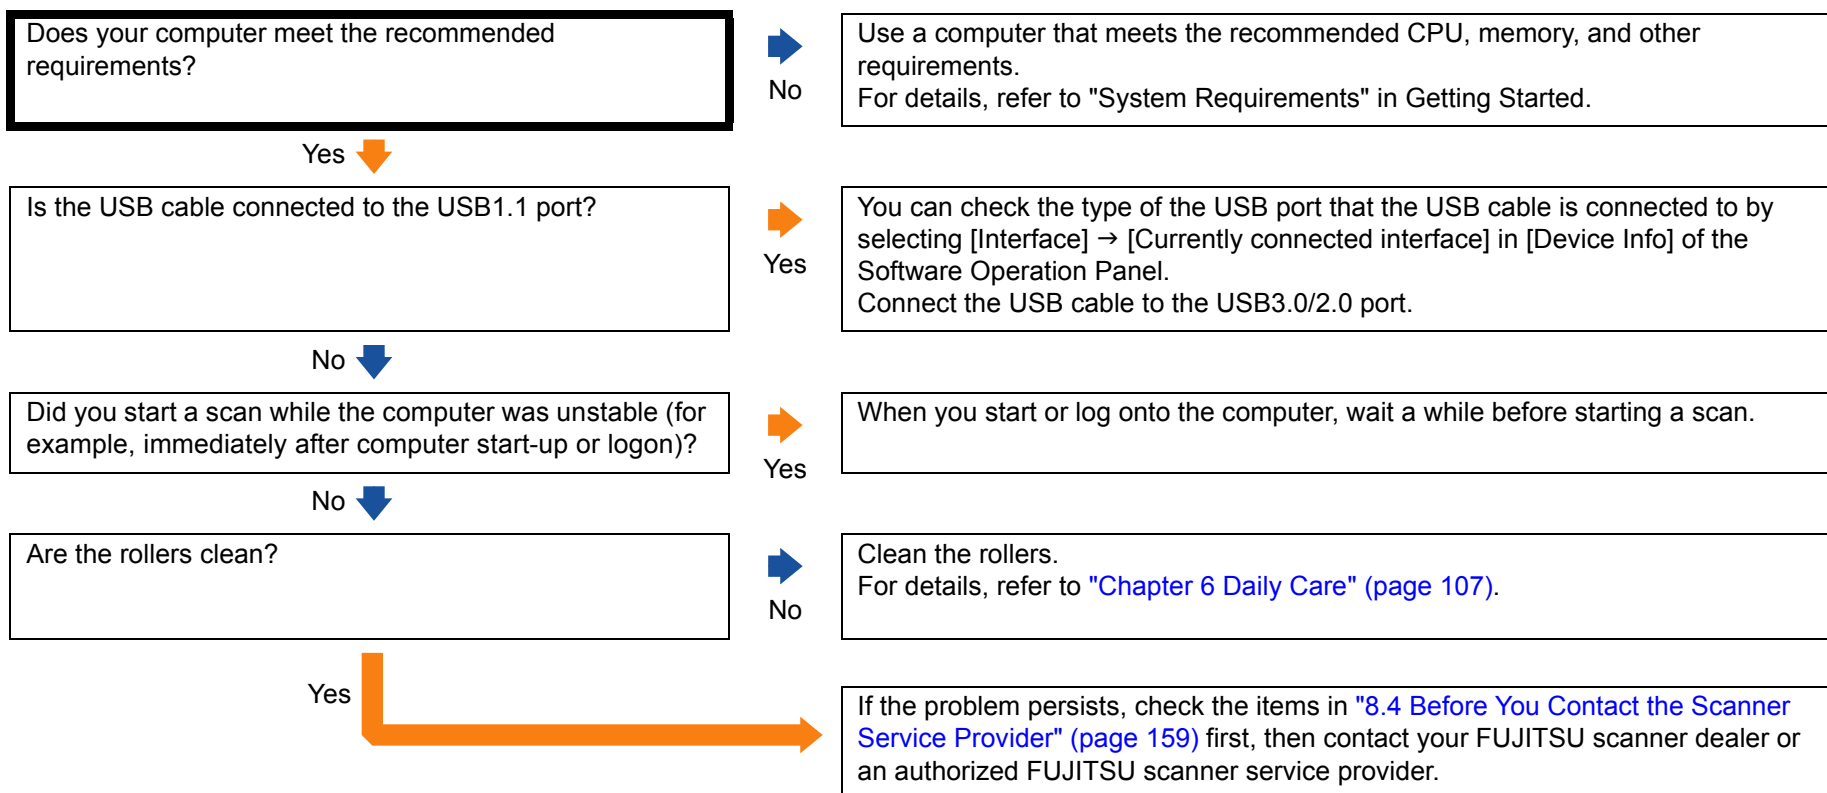 Does your computer meet the recommended
requirements?
No
Use a computer that meets the recommended CPU, memory, and other
requirements.
For details, refer to "System Requirements" in Getting Started.
Yes
Is the USB cable connected to the USB1.1 port?
Yes
You can check the type of the USB port that the USB cable is connected to by
selecting [Interface] → [Currently connected interface] in [Device Info] of the
Software Operation Panel.
Connect the USB cable to the USB3.0/2.0 port.
No
Did you start a scan while the computer was unstable (for
example, immediately after computer start-up or logon)?
Yes
When you start or log onto the computer, wait a while before starting a scan.
No
Are the rollers clean?
No
Clean the rollers.
For details, refer to "Chapter 6 Daily Care" (page 107).
Yes
If the problem persists, check the items in "8.4 Before You Contact the Scanner
Service Provider" (page 159) first, then contact your FUJITSU scanner dealer or
an authorized FUJITSU scanner service provider.